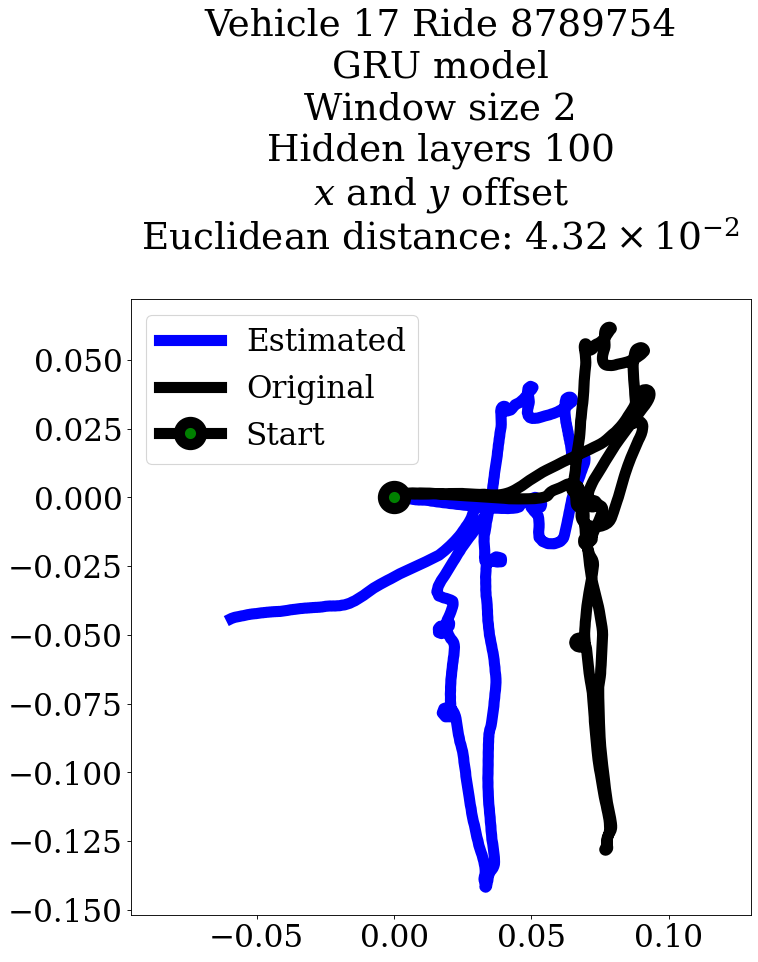 Vehicle 17 Ride 8789754
GRU model
Window size 2
Hidden layers 100
x and y offset
Euclidean distance: 4.32 × 10⁻²
Estimated
Original
Start
0.050
0.025
0.000
−0.025
−0.050
−0.075
−0.100
−0.125
−0.150
−0.05 0.00 0.05 0.10